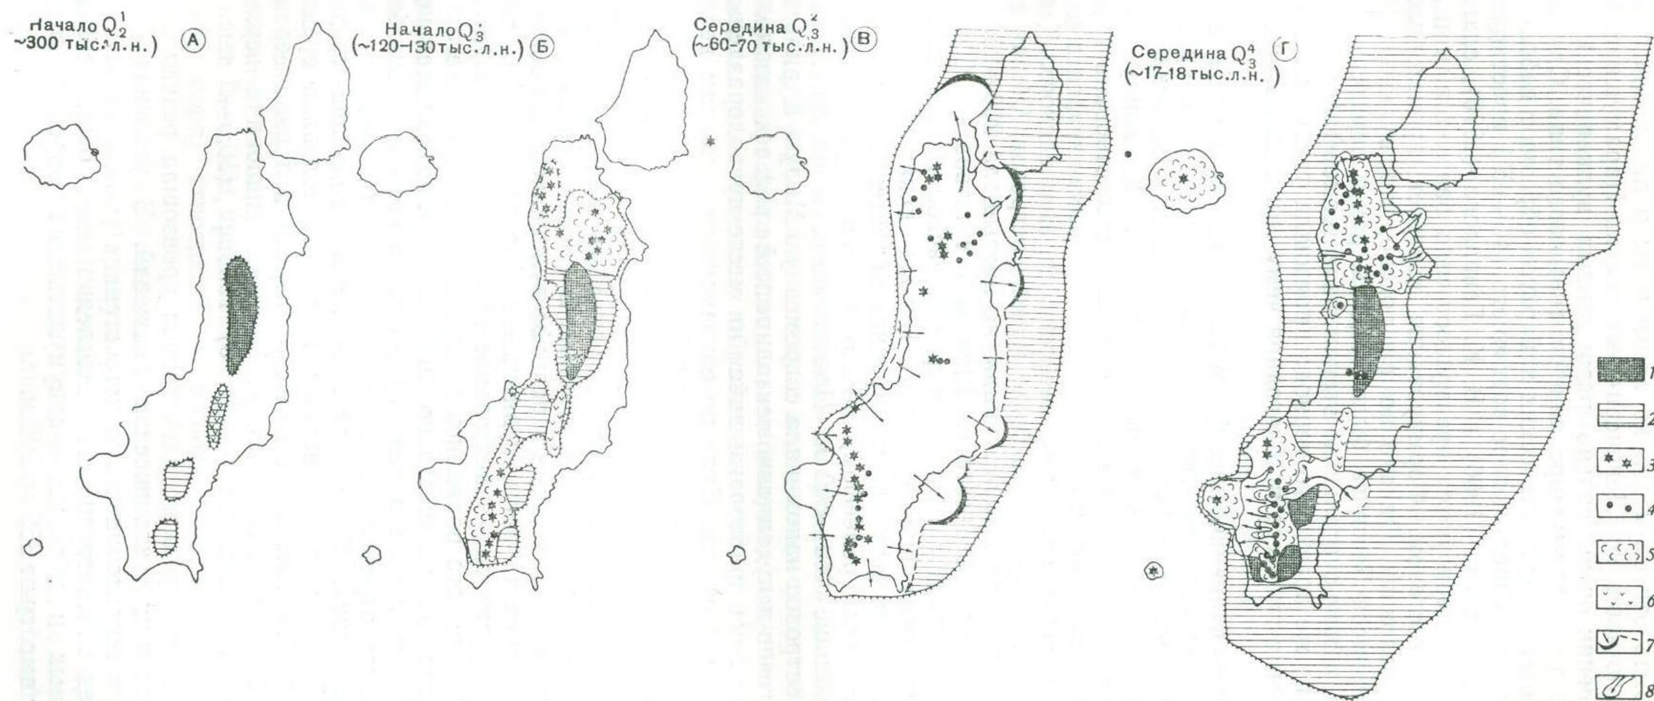 Начало Q₂¹
~300 тыс.л.н.
А
Начало Q₃¹
(~120-130 тыс.л.н.)
Б
Середина Q₃²
(~60-70 тыс.л.н.)
В
Середина Q₃⁴
(~17-18 тыс.л.н.)
Г
1
2
3
4
5
6
7
8